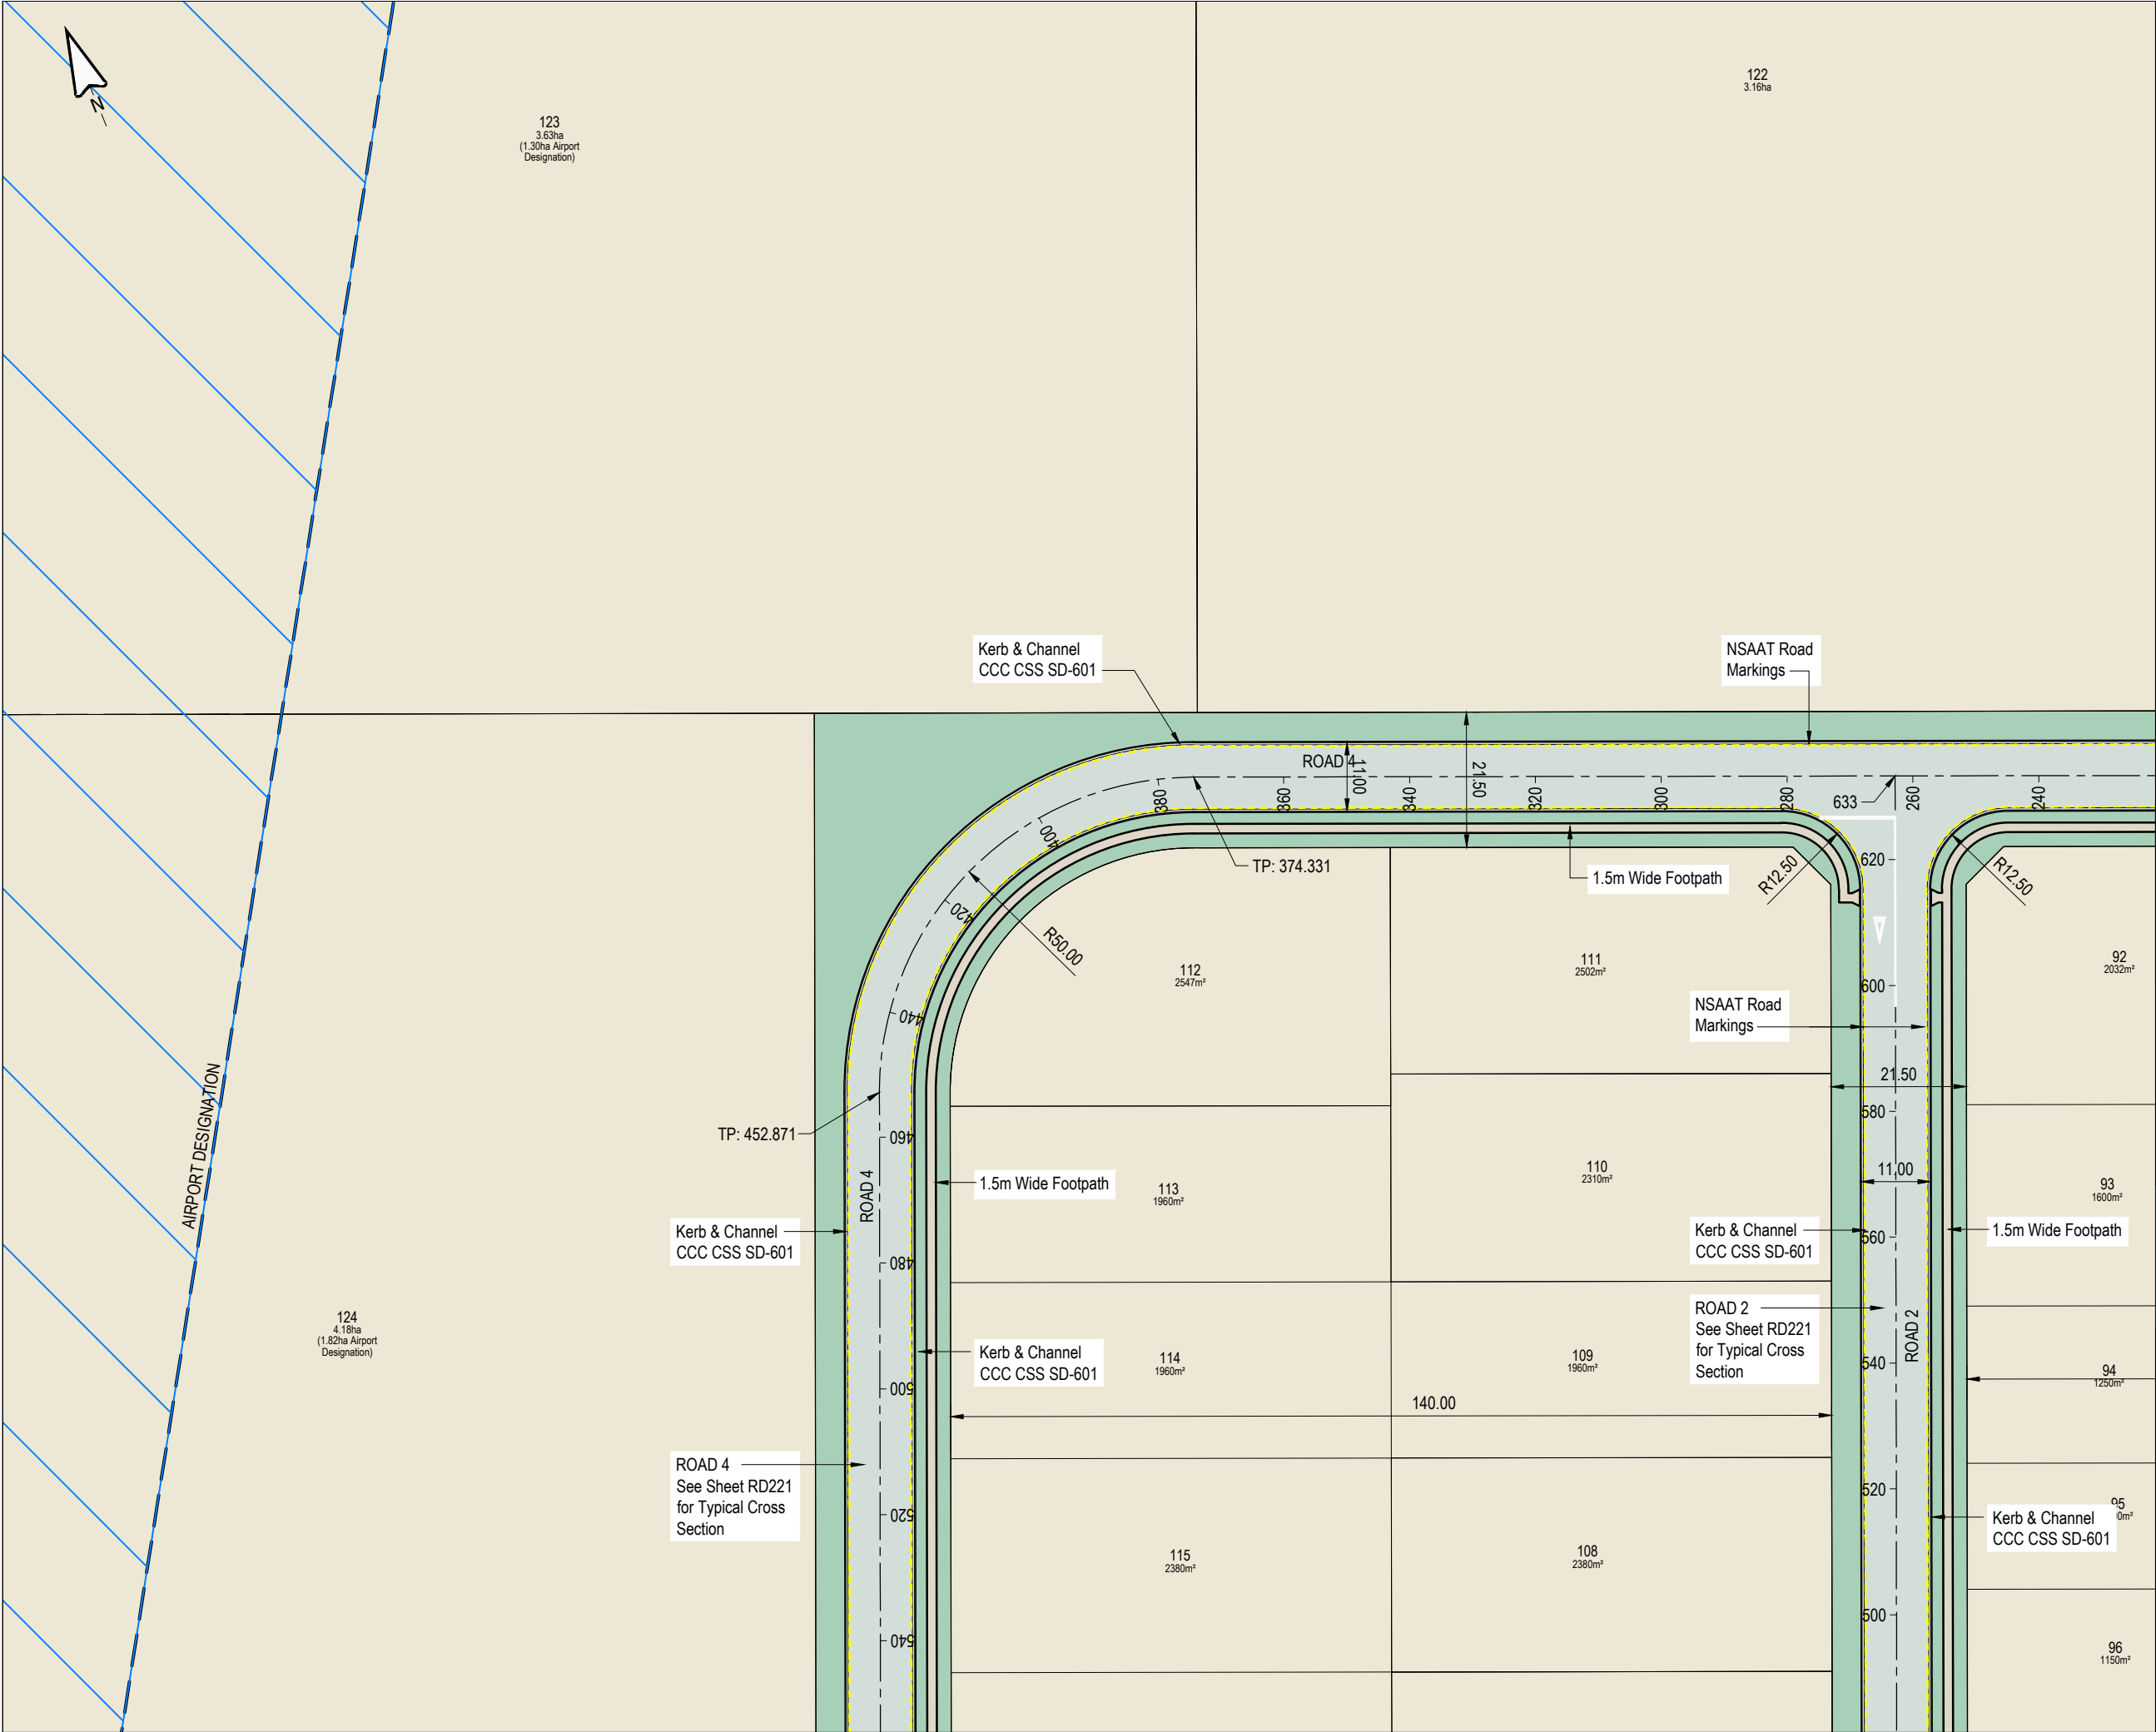 N
122
3.16ha
123
3.63ha
(1.30ha Airport
Designation)
Kerb & Channel
CCC CSS SD-601
NSAAT Road
Markings
ROAD 4
11.00
21.50
380
360
340
320
300
280
633
260
240
400
420
440
TP: 374.331
1.5m Wide Footpath
R12.50
620
R12.50
R50.00
112
2547m²
111
2502m²
92
2032m²
600
NSAAT Road
Markings
21.50
580
AIRPORT DESIGNATION
TP: 452.871
460
ROAD 4
1.5m Wide Footpath
113
1960m²
110
2310m²
11.00
93
1600m²
Kerb & Channel
CCC CSS SD-601
480
Kerb & Channel
CCC CSS SD-601
560
1.5m Wide Footpath
124
4.18ha
(1.82ha Airport
Designation)
Kerb & Channel
CCC CSS SD-601
114
1960m²
109
1960m²
ROAD 2
See Sheet RD221
for Typical Cross
Section
540
ROAD 2
94
1250m²
500
140.00
ROAD 4
See Sheet RD221
for Typical Cross
Section
520
520
95
0m²
Kerb & Channel
CCC CSS SD-601
115
2380m²
108
2380m²
540
500
96
1150m²